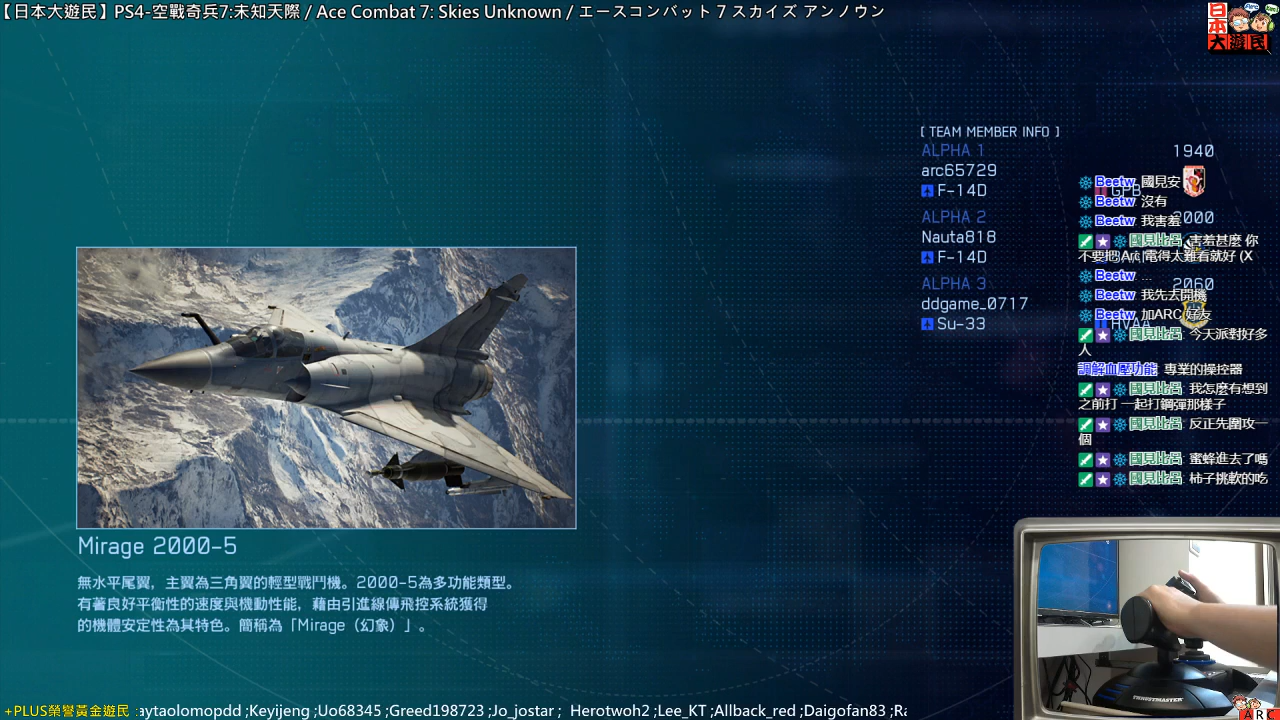 【日本大遊民】PS4-空戰奇兵7:未知天際 / Ace Combat 7: Skies Unknown / エースコンバット７スカイズ アンノウン
日本
大遊民
[ TEAM MEMBER INFO ]
ALPHA 1
1940
arc65729
F-14D
GPB
ALPHA 2
2000
Nauta818
F-14D
ALPHA 3
2060
ddgame_0717
Su-33
HVAA
Beetw: 國見安
Beetw: 沒有
Beetw: 我害羞
國見比呂: 害羞甚麼 你
不要把 Arc 電得太難看就好 (X
Beetw: ...
Beetw: 我先去開機
Beetw: 加ARC 好友
國見比呂: 今天派對好多
人
調解血壓功能: 專業的操控器
國見比呂: 我怎麼有想到
之前打 一起打鋼彈那樣子
國見比呂: 反正先圍攻一
個
國見比呂: 蜜蜂進去了嗎
國見比呂: 柿子挑軟的吃
Mirage 2000-5
無水平尾翼，主翼為三角翼的輕型戰鬥機。2000-5為多功能類型。
有著良好平衡性的速度與機動性能，藉由引進線傳飛控系統獲得
的機體安定性為其特色。簡稱為「Mirage（幻象）」。
THRUSTMASTER
ARC
+PLUS榮譽黃金遊民 :aytaolomopdd ;Keyijeng ;Uo68345 ;Greed198723 ;Jo_jostar ; Herotwoh2 ;Lee_KT ;Allback_red ;Daigofan83 ;Ra